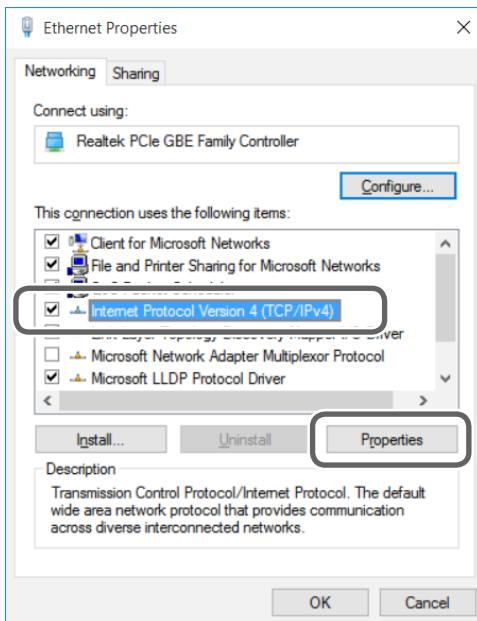 Ethernet Properties
Networking
Sharing
Connect using:
Realtek PCIe GBE Family Controller
Configure...
This connection uses the following items:
Client for Microsoft Networks
File and Printer Sharing for Microsoft Networks
Internet Protocol Version 4 (TCP/IPv4)
Microsoft Network Adapter Multiplexor Protocol
Microsoft LLDP Protocol Driver
Install...
Uninstall
Properties
Description
Transmission Control Protocol/Internet Protocol. The default
wide area network protocol that provides communication
across diverse interconnected networks.
OK
Cancel